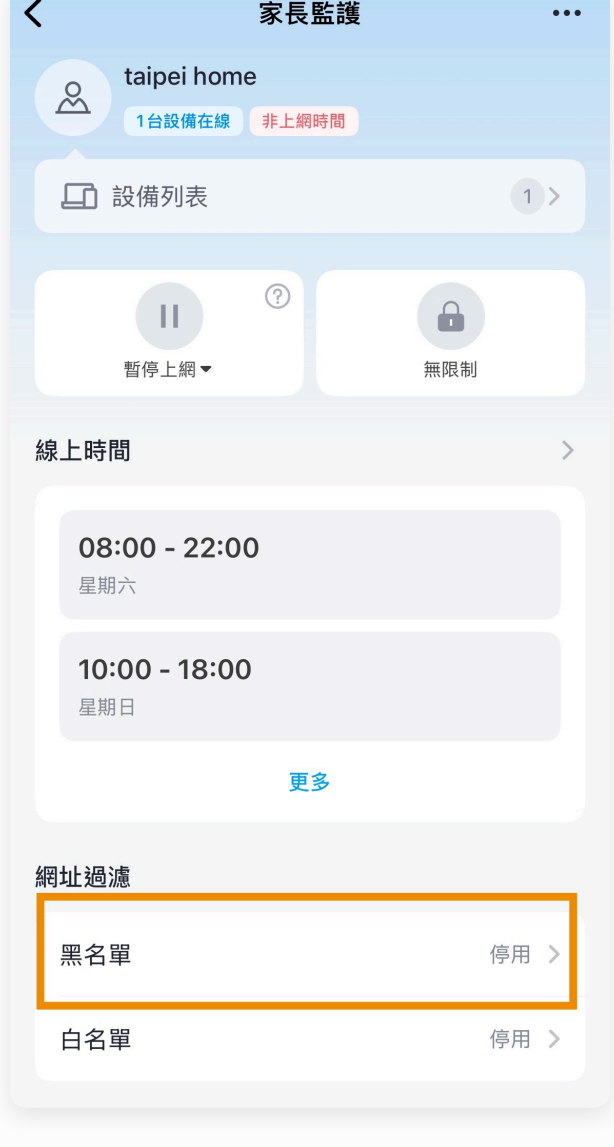 家長監護
taipei home
1台設備在線 非上網時間
設備列表 1
暫停上網 無限制
線上時間
08:00 - 22:00
星期六
10:00 - 18:00
星期日
更多
網址過濾
黑名單 停用
白名單 停用